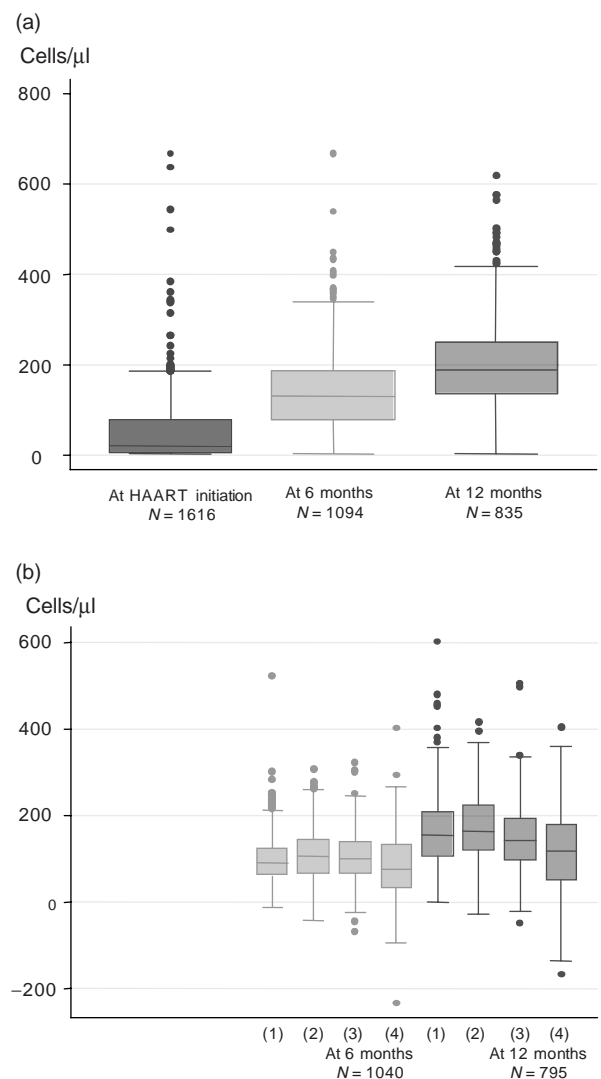 (a)
Cells/μl
800
600
400
200
0
At HAART initiation At 6 months At 12 months
N = 1616 N = 1094 N = 835
(b)
Cells/μl
600
400
200
0
−200
(1) (2) (3) (4) (1) (2) (3) (4)
At 6 months At 12 months
N = 1040 N = 795